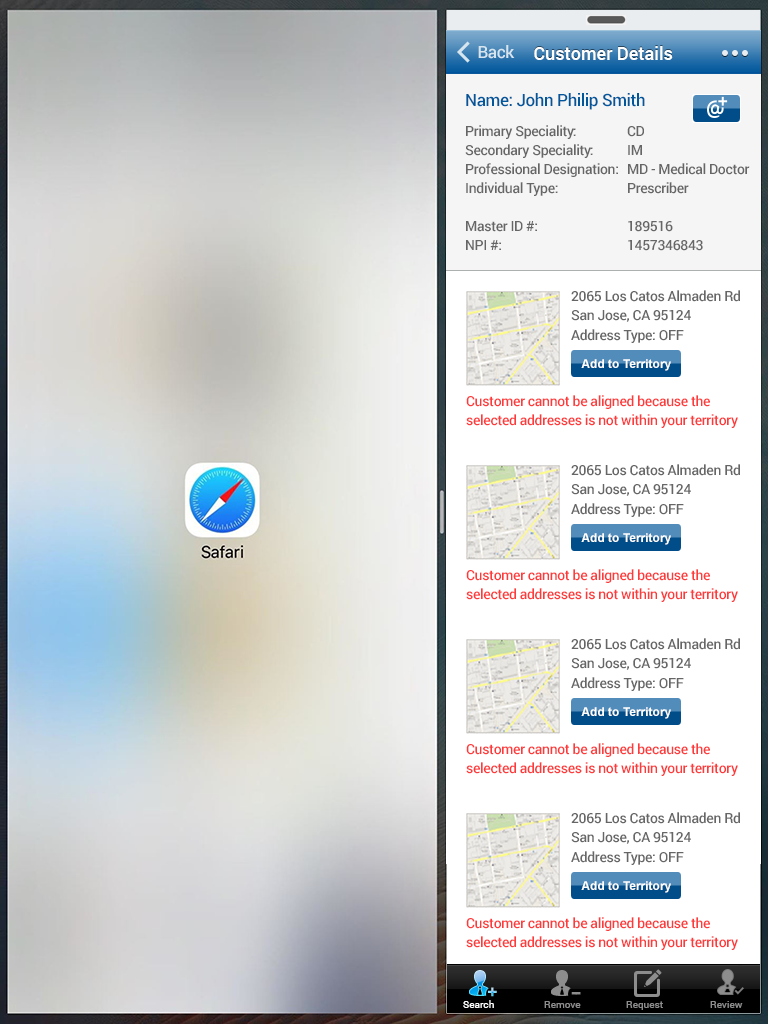 Safari
Back
Customer Details
Name: John Philip Smith
@+
Primary Speciality: CD
Secondary Speciality: IM
Professional Designation: MD - Medical Doctor
Individual Type: Prescriber
Master ID #: 189516
NPI #: 1457346843
2065 Los Catos Almaden Rd
San Jose, CA 95124
Address Type: OFF
Add to Territory
Customer cannot be aligned because the
selected addresses is not within your territory
2065 Los Catos Almaden Rd
San Jose, CA 95124
Address Type: OFF
Add to Territory
Customer cannot be aligned because the
selected addresses is not within your territory
2065 Los Catos Almaden Rd
San Jose, CA 95124
Address Type: OFF
Add to Territory
Customer cannot be aligned because the
selected addresses is not within your territory
2065 Los Catos Almaden Rd
San Jose, CA 95124
Address Type: OFF
Add to Territory
Customer cannot be aligned because the
selected addresses is not within your territory
Search Remove Request Review